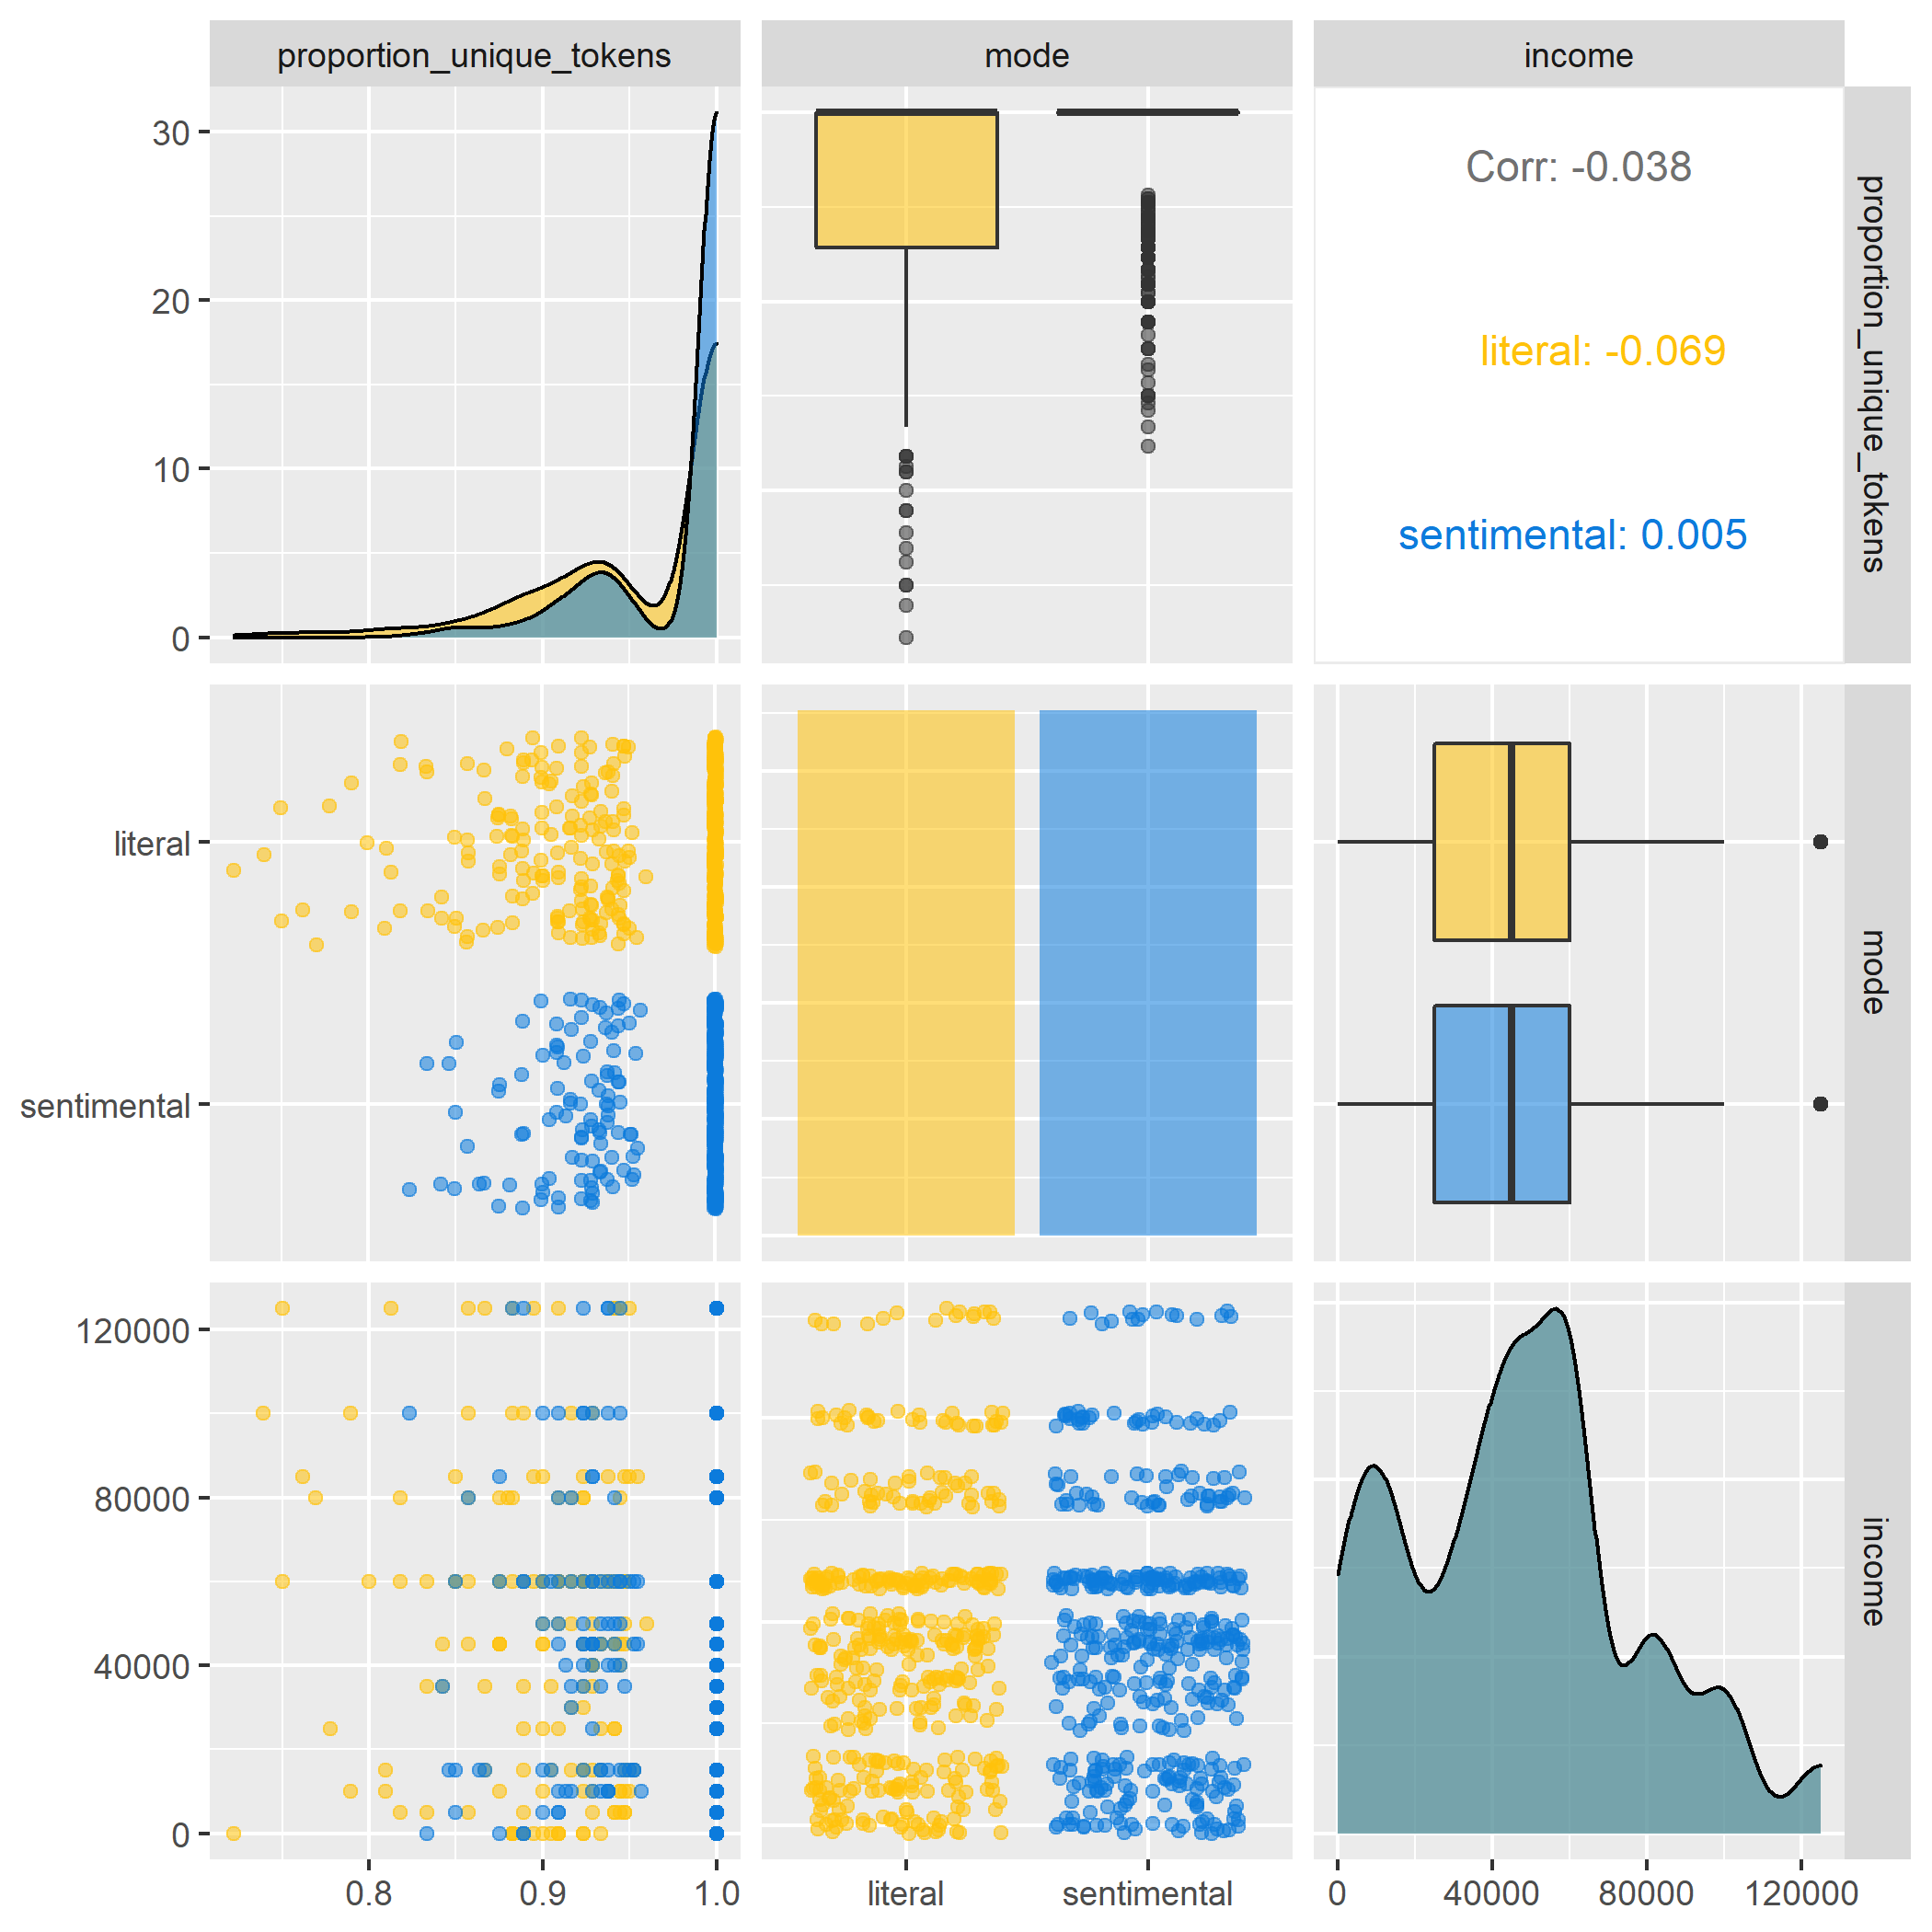 proportion_unique_tokens
mode
income
30
20
10
0
Corr: -0.038
literal: -0.069
sentimental: 0.005
proportion_unique_tokens
literal
sentimental
mode
120000
80000
40000
0
income
0.8
0.9
1.0
literal
sentimental
0
40000
80000
120000